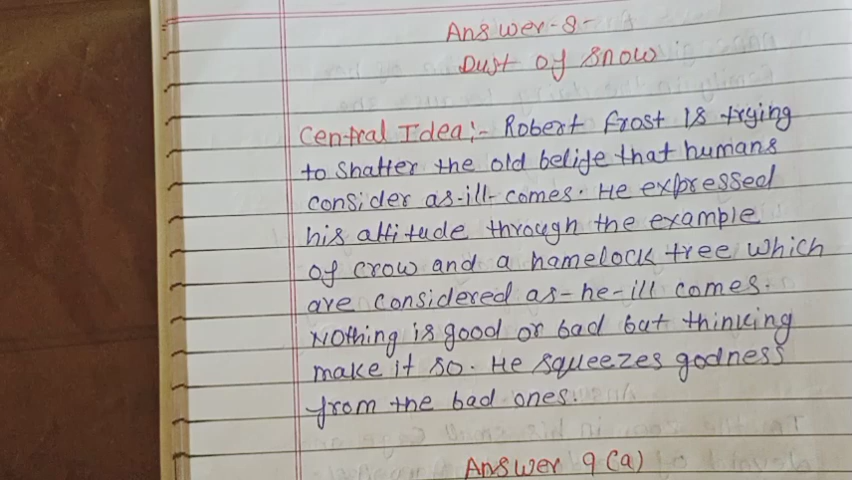 Answer-8-
Dust of snow
Central Idea:- Robert frost is trying
to shatter the old belife that humans
consider as-ill-comes. He expressed
his attitude through the example
of crow and a hamelock tree which
are considered as-he-ill comes.
Nothing is good or bad but thinking
make it so. He squeezes godness
from the bad ones.
Answer 9(a)